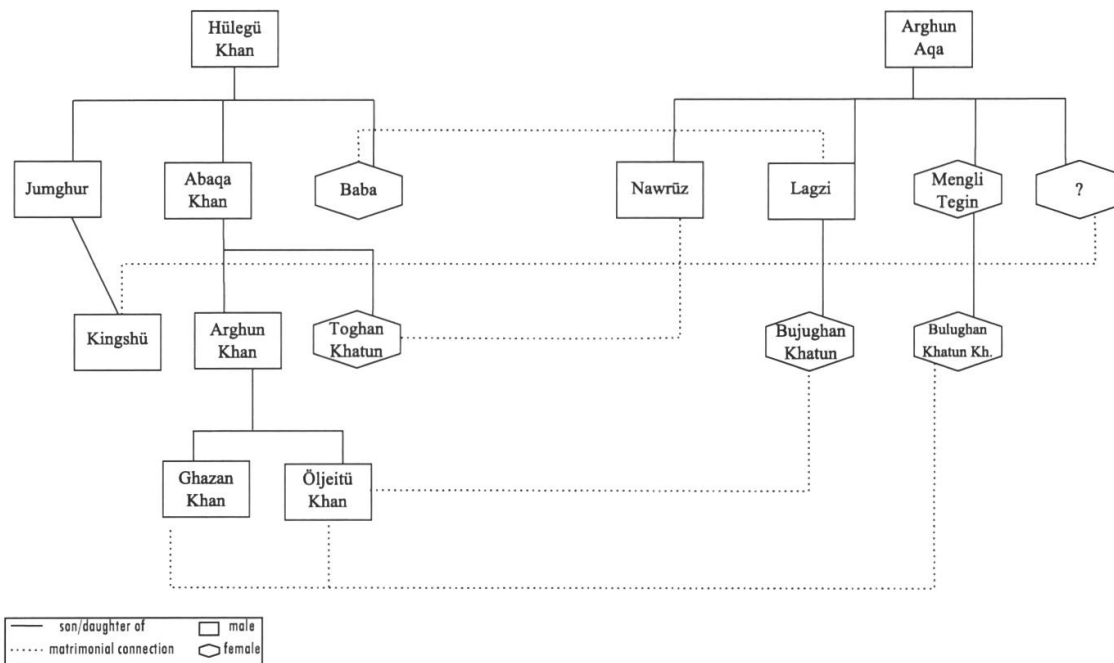 Hülegü
Khan
Arghun
Aqa
Jumghur
Abaqa
Khan
Baba
Nawrüz
Lagzi
Mengli
Tegin
?
Kingshü
Arghun
Khan
Toghan
Khatun
Bujughan
Khatun
Bulughan
Khatun Kh.
Ghazan
Khan
Öljeitü
Khan
son/daughter of
male
matrimonial connection
female